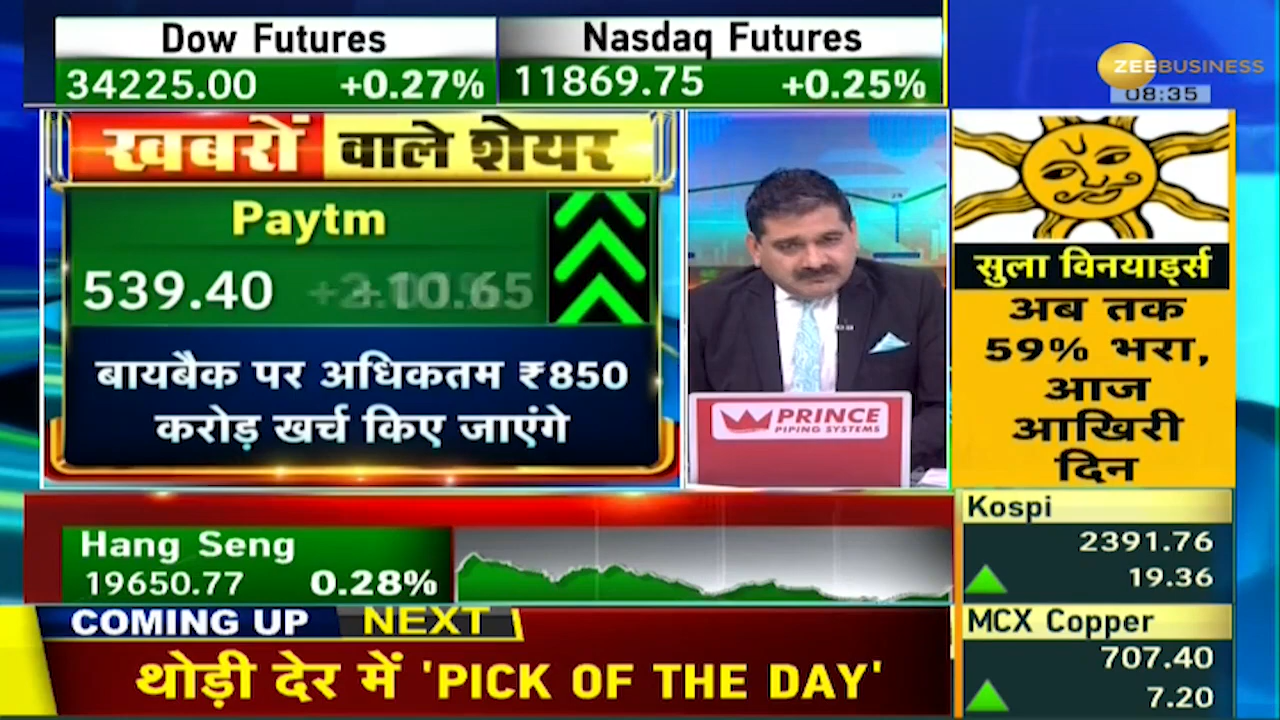 Dow Futures
34225.00 +0.27%
Nasdaq Futures
11869.75 +0.25%
ZEEBUSINESS
08:35
खबरों वाले शेयर
Paytm
539.40 +10.65
बायबैक पर अधिकतम ₹850
करोड़ खर्च किए जाएंगे
PRINCE
PIPING SYSTEMS
सुला विनयार्ड्स
अब तक
59% भरा,
आज
आखिरी
दिन
Hang Seng
19650.77 0.28%
Kospi
2391.76
19.36
MCX Copper
707.40
7.20
COMING UP NEXT
थोड़ी देर में 'PICK OF THE DAY'